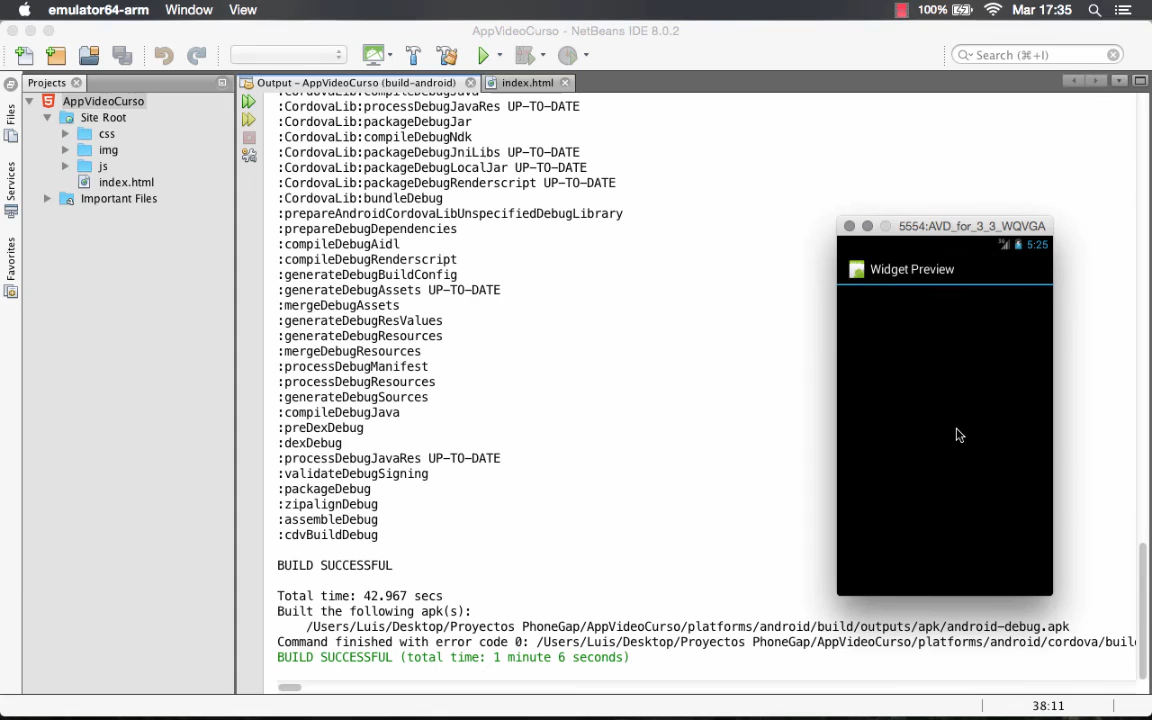 emulator64-arm Window View 100% Mar 17:35
AppVideoCurso - NetBeans IDE 8.0.2
Search (⌘+I)
Projects
Output - AppVideoCurso (build-android) index.html
Files
Services
Favorites
AppVideoCurso
Site Root
css
img
js
index.html
Important Files
:CordovaLib:compileDebugJava
:CordovaLib:processDebugJavaRes UP-TO-DATE
:CordovaLib:packageDebugJar
:CordovaLib:compileDebugNdk
:CordovaLib:packageDebugJniLibs UP-TO-DATE
:CordovaLib:packageDebugLocalJar UP-TO-DATE
:CordovaLib:packageDebugRenderscript UP-TO-DATE
:CordovaLib:bundleDebug
:prepareAndroidCordovaLibUnspecifiedDebugLibrary
:prepareDebugDependencies
:compileDebugAidl
:compileDebugRenderscript
:generateDebugBuildConfig
:generateDebugAssets UP-TO-DATE
:mergeDebugAssets
:generateDebugResValues
:generateDebugResources
:mergeDebugResources
:processDebugManifest
:processDebugResources
:generateDebugSources
:compileDebugJava
:preDexDebug
:dexDebug
:processDebugJavaRes UP-TO-DATE
:validateDebugSigning
:packageDebug
:zipalignDebug
:assembleDebug
:cdvBuildDebug
BUILD SUCCESSFUL
Total time: 42.967 secs
Built the following apk(s):
/Users/Luis/Desktop/Proyectos PhoneGap/AppVideoCurso/platforms/android/build/outputs/apk/android-debug.apk
Command finished with error code 0: /Users/Luis/Desktop/Proyectos PhoneGap/AppVideoCurso/platforms/android/cordova/buil
BUILD SUCCESSFUL (total time: 1 minute 6 seconds)
5554:AVD_for_3_3_WQVGA
3G 5:25
Widget Preview
38:11